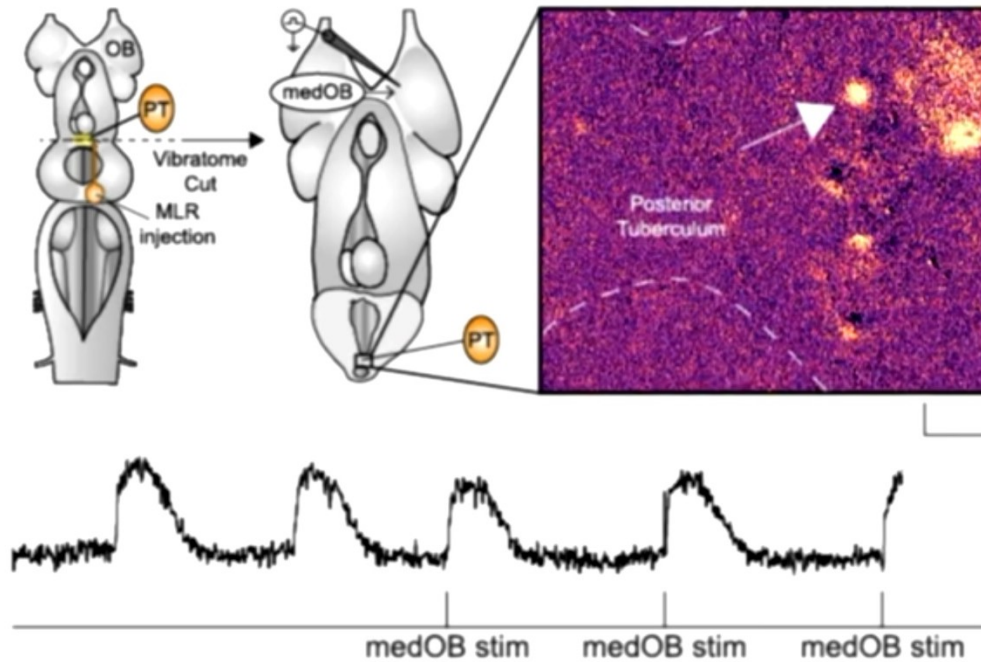 OB
PT
Vibratome
Cut
MLR
injection
medOB
PT
Posterior
Tuberculum
medOB stim medOB stim medOB stim